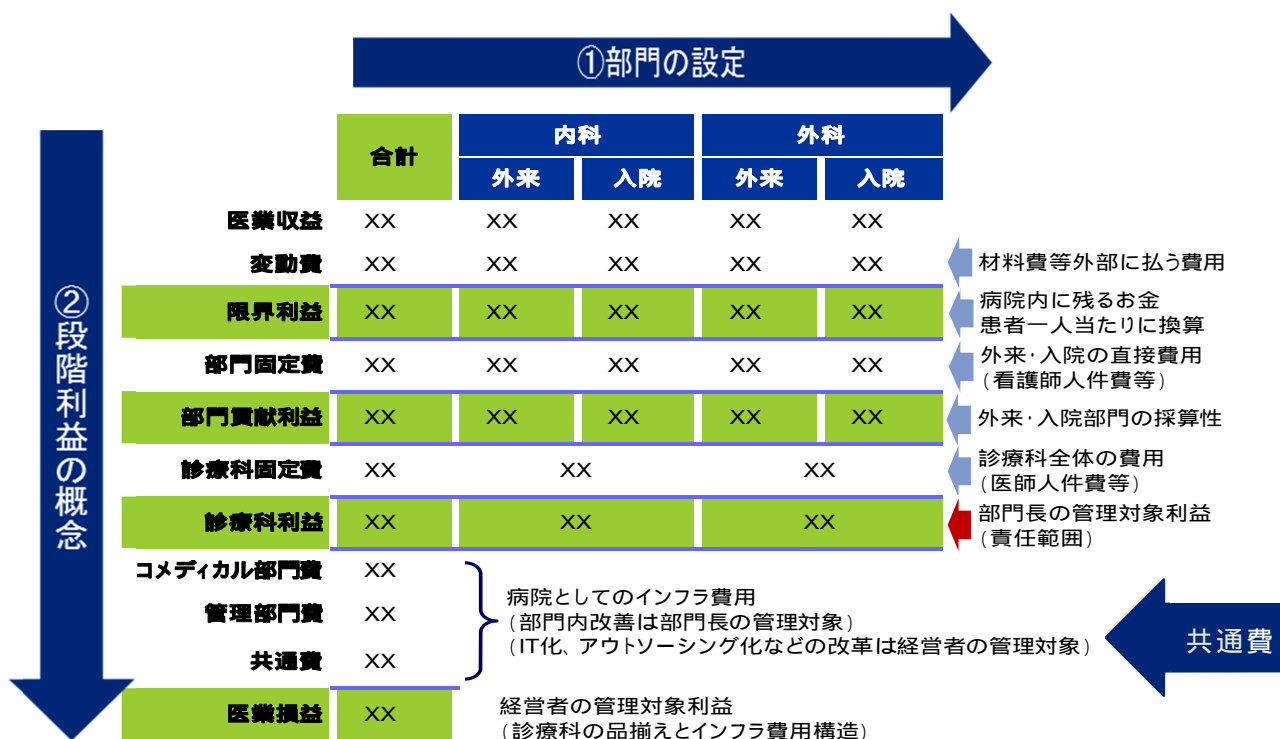 ①部門の設定
②段階利益の概念
合計 内科 外科
外来 入院 外来 入院
医業収益 XX XX XX XX XX
変動費 XX XX XX XX XX 材料費等外部に払う費用
限界利益 XX XX XX XX XX 病院内に残るお金
患者一人当たりに換算
部門固定費 XX XX XX XX XX 外来・入院の直接費用
(看護師人件費等)
部門貢献利益 XX XX XX XX XX 外来・入院部門の採算性
診療科固定費 XX XX XX 診療科全体の費用
(医師人件費等)
診療科利益 XX XX XX 部門長の管理対象利益
(責任範囲)
コメディカル部門費 XX
管理部門費 XX
共通費 XX
病院としてのインフラ費用
(部門内改善は部門長の管理対象)
(IT化、アウトソーシング化などの改革は経営者の管理対象)
共通費
医業損益 XX 経営者の管理対象利益
(診療科の品揃えとインフラ費用構造)